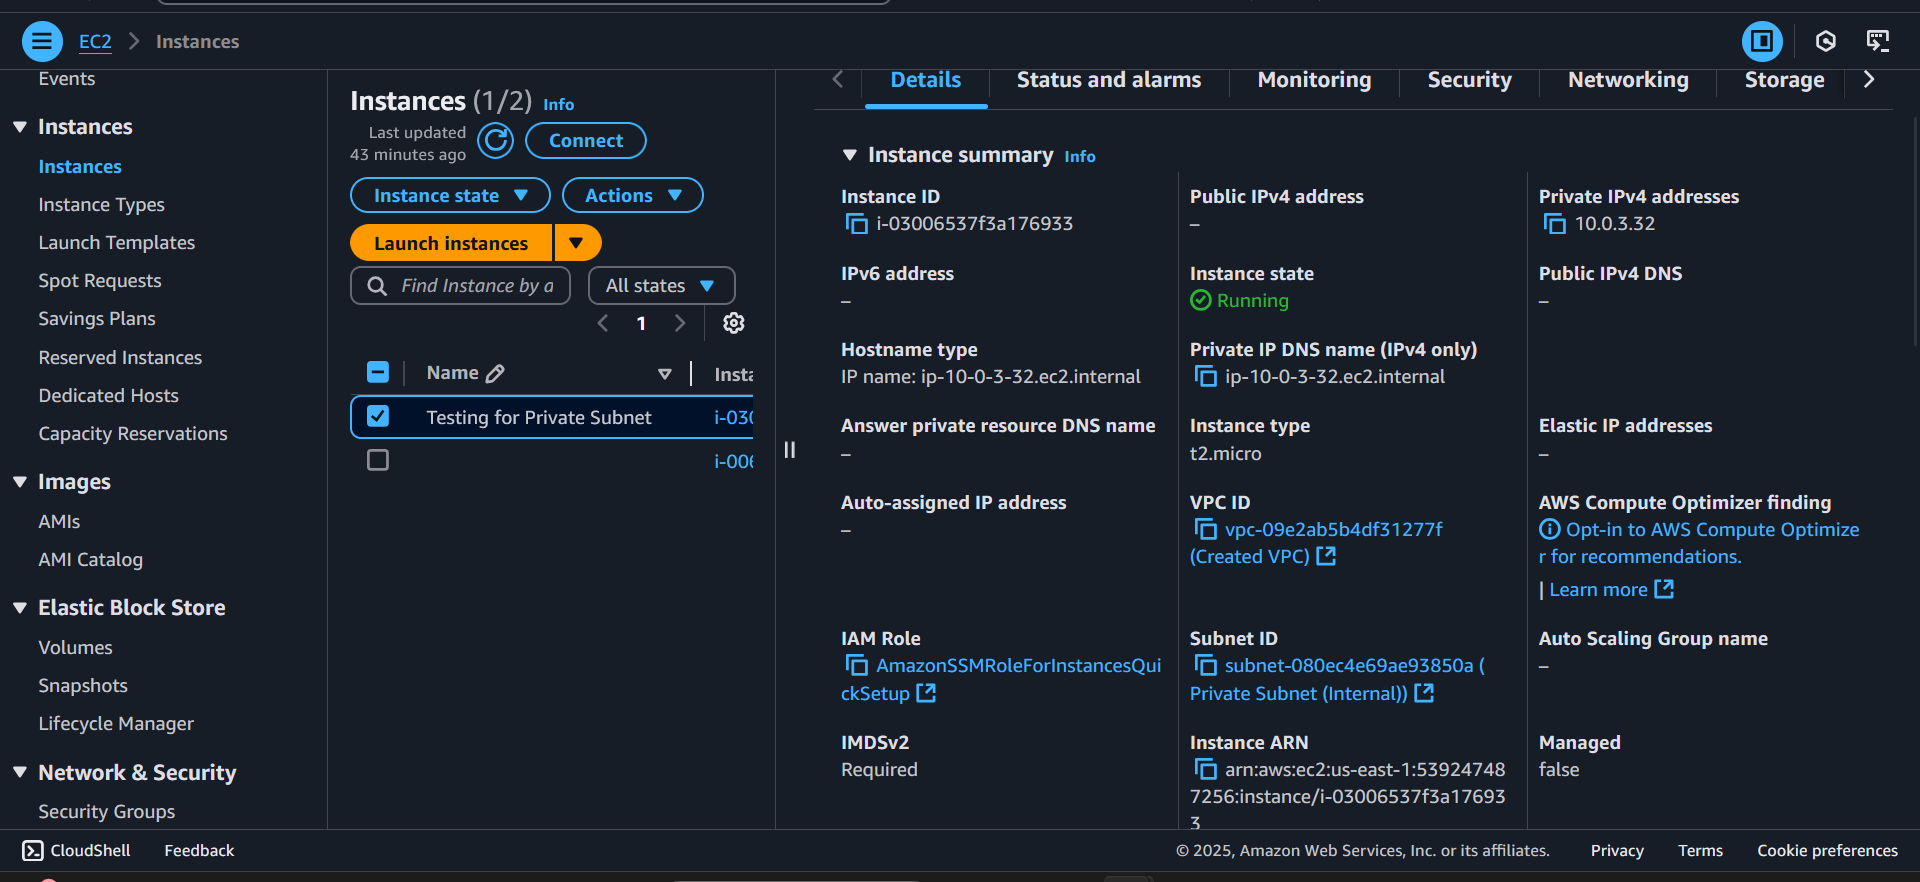 EC2 > Instances
Events
Instances
Instances
Instance Types
Launch Templates
Spot Requests
Savings Plans
Reserved Instances
Dedicated Hosts
Capacity Reservations
Images
AMIs
AMI Catalog
Elastic Block Store
Volumes
Snapshots
Lifecycle Manager
Network & Security
Security Groups
Instances (1/2) Info
Last updated
43 minutes ago
Connect
Instance state
Actions
Launch instances
Find Instance by a
All states
1
Name
Insta
Testing for Private Subnet
i-030
i-006
Details
Status and alarms
Monitoring
Security
Networking
Storage
Instance summary Info
Instance ID
i-03006537f3a176933
Public IPv4 address
–
Private IPv4 addresses
10.0.3.32
IPv6 address
–
Instance state
Running
Public IPv4 DNS
–
Hostname type
IP name: ip-10-0-3-32.ec2.internal
Private IP DNS name (IPv4 only)
ip-10-0-3-32.ec2.internal
Answer private resource DNS name
–
Instance type
t2.micro
Elastic IP addresses
–
Auto-assigned IP address
–
VPC ID
vpc-09e2ab5b4df31277f
(Created VPC)
AWS Compute Optimizer finding
Opt-in to AWS Compute Optimize
r for recommendations.
| Learn more
IAM Role
AmazonSSMRoleForInstancesQui
ckSetup
Subnet ID
subnet-080ec4e69ae93850a (
Private Subnet (Internal))
Auto Scaling Group name
–
IMDSv2
Required
Instance ARN
arn:aws:ec2:us-east-1:53924748
7256:instance/i-03006537f3a17693
3
Managed
false
CloudShell
Feedback
© 2025, Amazon Web Services, Inc. or its affiliates.
Privacy
Terms
Cookie preferences